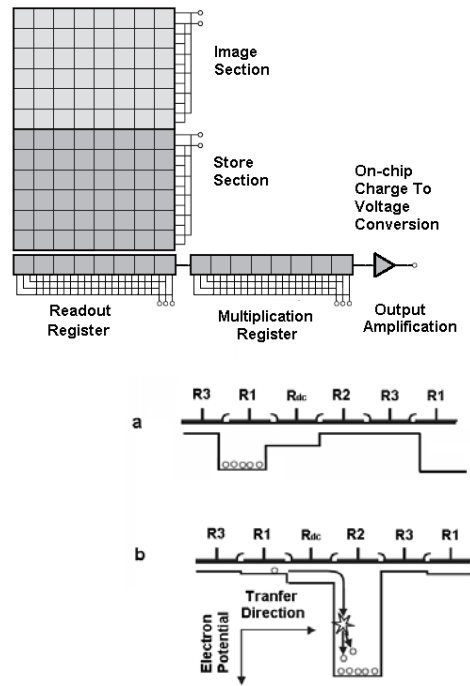 Image
Section
Store
Section
On-chip
Charge To
Voltage
Conversion
Readout
Register
Multiplication
Register
Output
Amplification
a
R3 R1 Rdc R2 R3 R1
b
R3 R1 Rdc R2 R3 R1
Tranfer
Direction
Electron
Potential